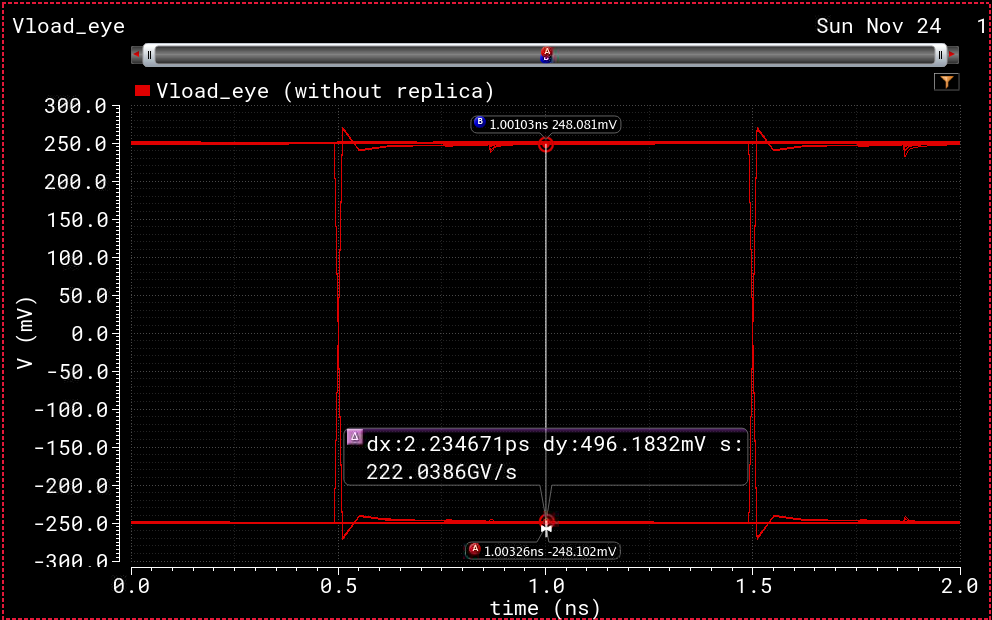 Vload_eye
Sun Nov 24 1
A
Vload_eye (without replica)
300.0
B 1.00103ns 248.081mV
250.0
200.0
150.0
100.0
50.0
0.0
V (mV)
-50.0
-100.0
Δ dx:2.234671ps dy:496.1832mV s:
222.0386GV/s
-150.0
-200.0
-250.0
A 1.00326ns -248.102mV
-300.0
0.0 0.5 1.0 1.5 2.0
time (ns)